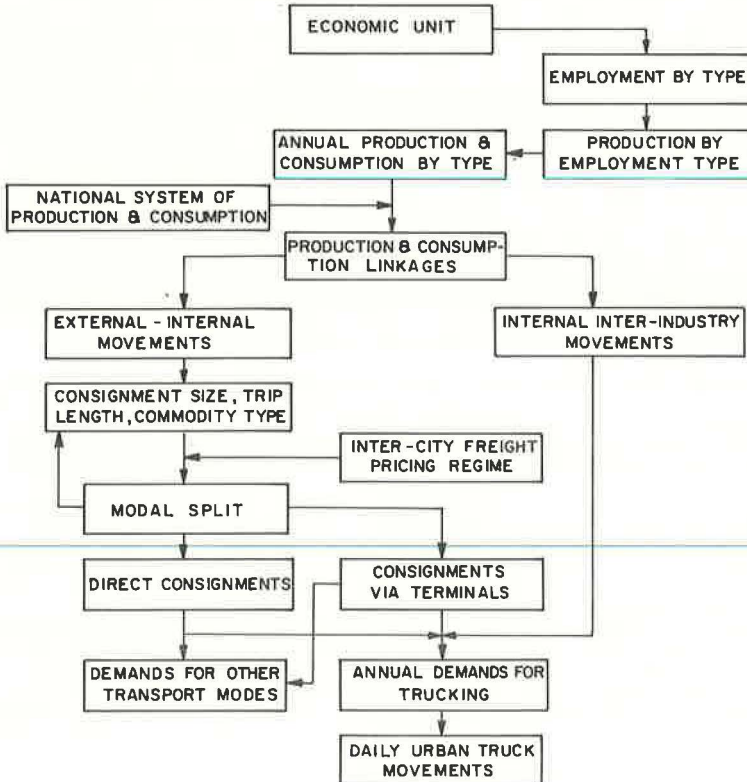 ECONOMIC UNIT
EMPLOYMENT BY TYPE
ANNUAL PRODUCTION &
CONSUMPTION BY TYPE
PRODUCTION BY
EMPLOYMENT TYPE
NATIONAL SYSTEM OF
PRODUCTION & CONSUMPTION
PRODUCTION & CONSUMP-
TION LINKAGES
EXTERNAL - INTERNAL
MOVEMENTS
INTERNAL INTER-INDUSTRY
MOVEMENTS
CONSIGNMENT SIZE, TRIP
LENGTH, COMMODITY TYPE
INTER-CITY FREIGHT
PRICING REGIME
MODAL SPLIT
DIRECT CONSIGNMENTS
CONSIGNMENTS
VIA TERMINALS
DEMANDS FOR OTHER
TRANSPORT MODES
ANNUAL DEMANDS FOR
TRUCKING
DAILY URBAN TRUCK
MOVEMENTS